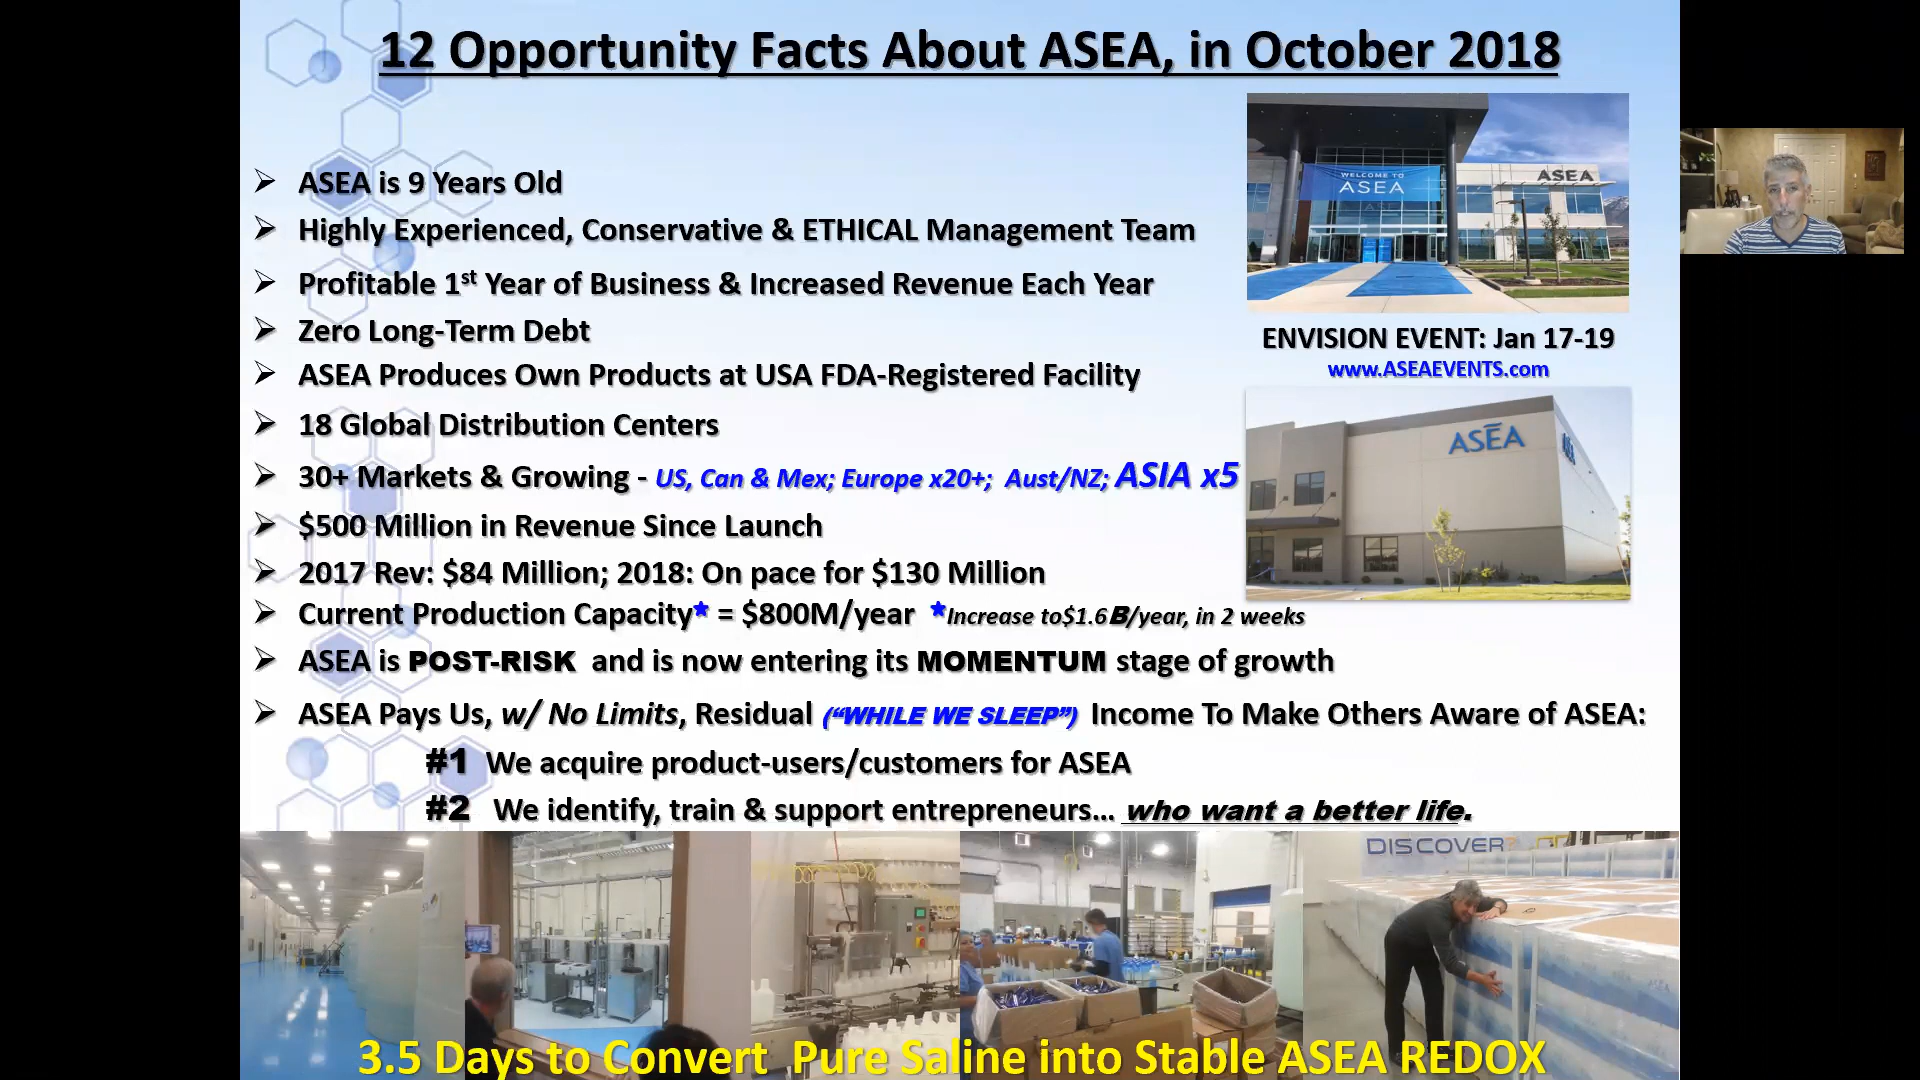 12 Opportunity Facts About ASEA, in October 2018
➢ ASEA is 9 Years Old
➢ Highly Experienced, Conservative & ETHICAL Management Team
➢ Profitable 1st Year of Business & Increased Revenue Each Year
➢ Zero Long-Term Debt
➢ ASEA Produces Own Products at USA FDA-Registered Facility
➢ 18 Global Distribution Centers
➢ 30+ Markets & Growing - US, Can & Mex; Europe x20+; Aust/NZ; ASIA x5
➢ $500 Million in Revenue Since Launch
➢ 2017 Rev: $84 Million; 2018: On pace for $130 Million
➢ Current Production Capacity* = $800M/year *Increase to$1.6B/year, in 2 weeks
➢ ASEA is POST-RISK and is now entering its MOMENTUM stage of growth
➢ ASEA Pays Us, w/ No Limits, Residual (“WHILE WE SLEEP”) Income To Make Others Aware of ASEA:
#1 We acquire product-users/customers for ASEA
#2 We identify, train & support entrepreneurs... who want a better life.
WELCOME TO
ASEA
ASEA
ENVISION EVENT: Jan 17-19
www.ASEAEVENTS.com
ASEA
DISCOVER
3.5 Days to Convert Pure Saline into Stable ASEA REDOX